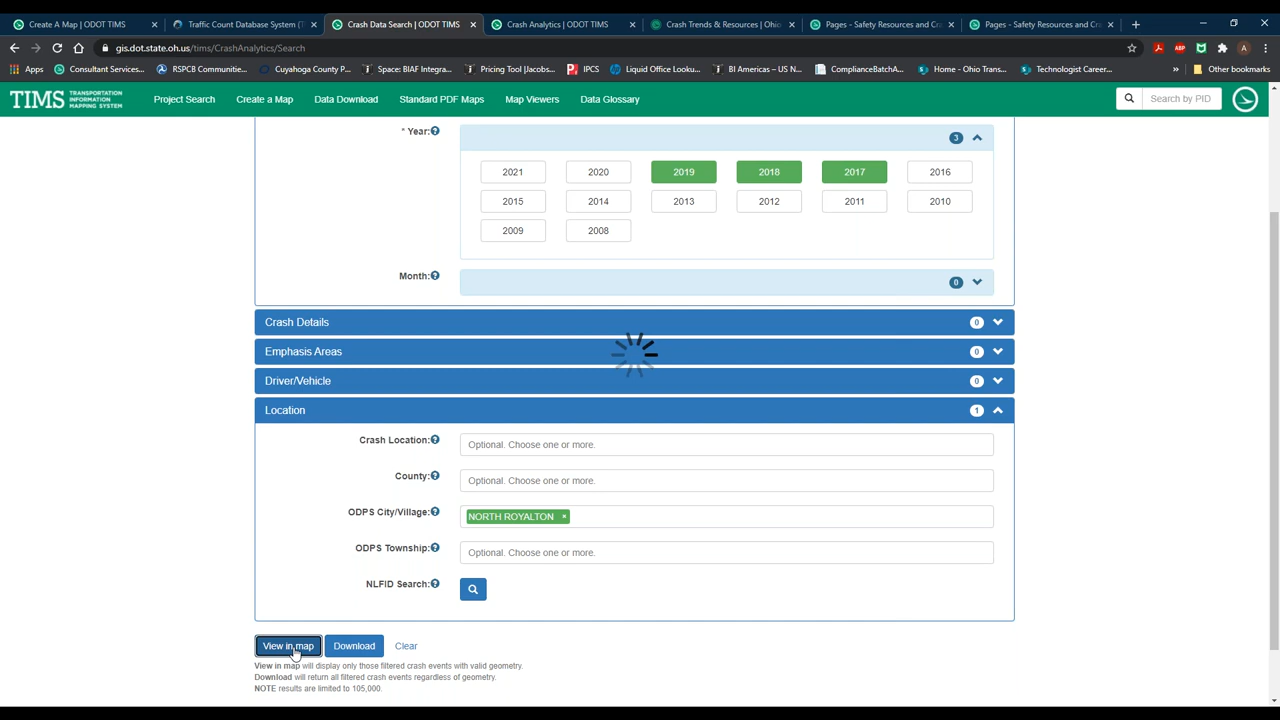 Create A Map | ODOT TIMS
Traffic Count Database System (T
Crash Data Search | ODOT TIMS
Crash Analytics | ODOT TIMS
Crash Trends & Resources | Ohio
Pages - Safety Resources and Cra
Pages - Safety Resources and Cra
gis.dot.state.oh.us/tims/CrashAnalytics/Search
ABP
A
Apps
Consultant Services...
RSPCB Communitie...
Cuyahoga County P...
Space: BIAF Integra...
Pricing Tool |Jacobs...
IPCS
Liquid Office Looku...
BI Americas – US N...
ComplianceBatchA...
Home - Ohio Trans...
Technologist Career...
»
Other bookmarks
TIMS TRANSPORTATION INFORMATION MAPPING SYSTEM
Project Search
Create a Map
Data Download
Standard PDF Maps
Map Viewers
Data Glossary
Search by PID
* Year:
3
2021 2020 2019 2018 2017 2016
2015 2014 2013 2012 2011 2010
2009 2008
Month:
0
Crash Details 0
Emphasis Areas 0
Driver/Vehicle 0
Location 1
Crash Location: Optional. Choose one or more.
County: Optional. Choose one or more.
ODPS City/Village: NORTH ROYALTON ×
ODPS Township: Optional. Choose one or more.
NLFID Search:
View in map Download Clear
View in map will display only those filtered crash events with valid geometry.
Download will return all filtered crash events regardless of geometry.
NOTE results are limited to 105,000.